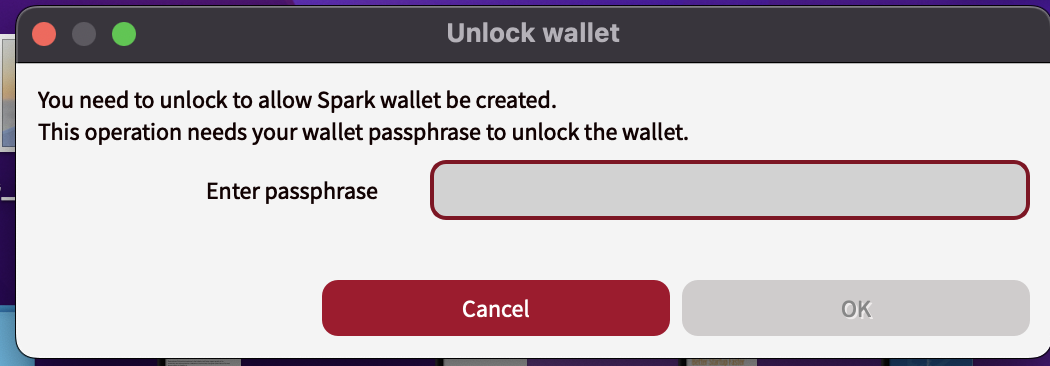 Unlock wallet
You need to unlock to allow Spark wallet be created.
This operation needs your wallet passphrase to unlock the wallet.
Enter passphrase
Cancel
OK